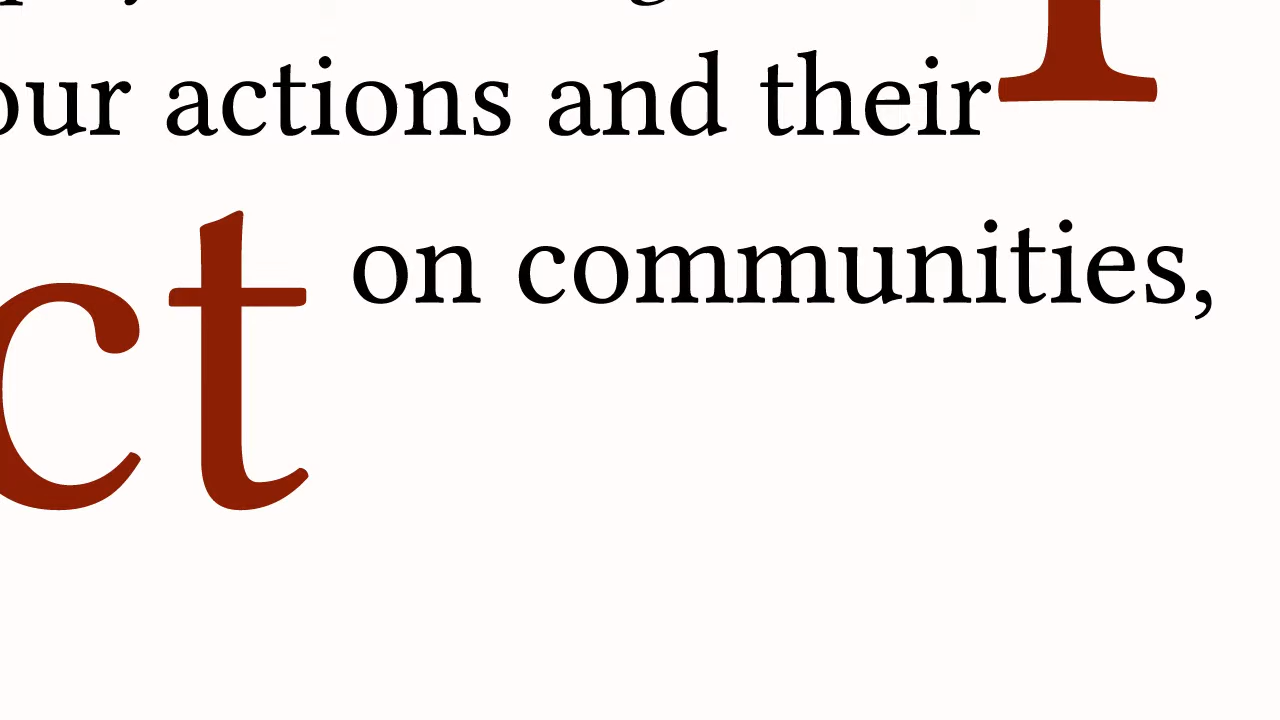 our actions and their
ct on communities,